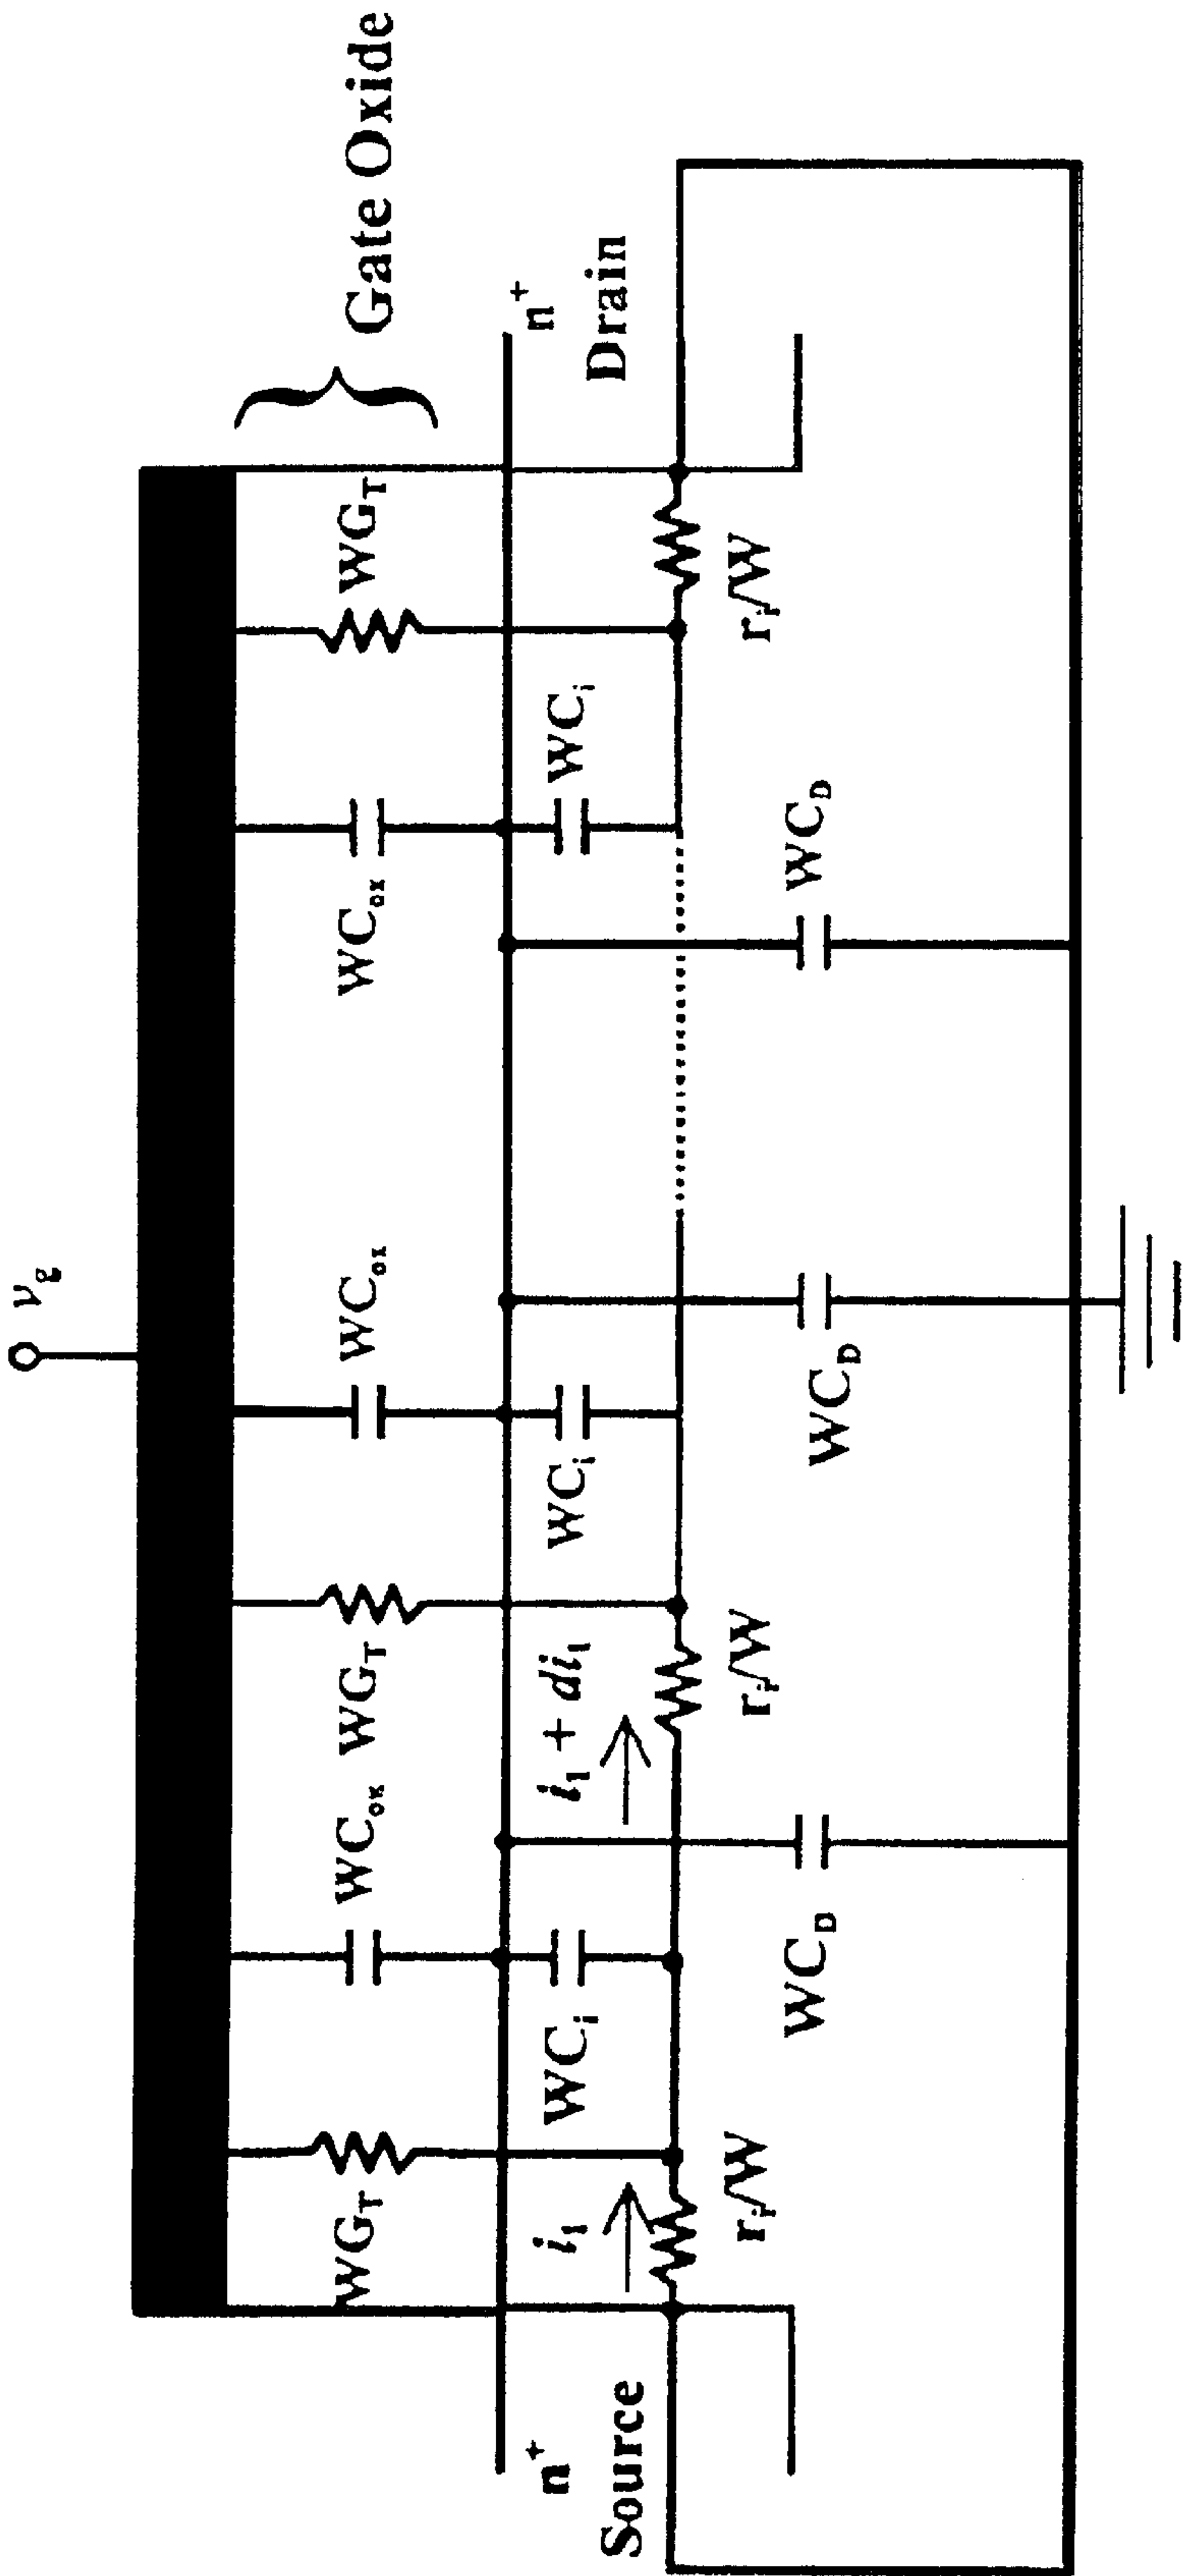 v_g
Gate Oxide
WG_T
WC_ox
WG_T
WC_ox
WC_ox
WG_T
n^+
WC_i
WC_i
WC_i
n^+
Source
i_1
i_1 + di_1
Drain
r_i/W
r_i/W
r_i/W
WC_D
WC_D
WC_D